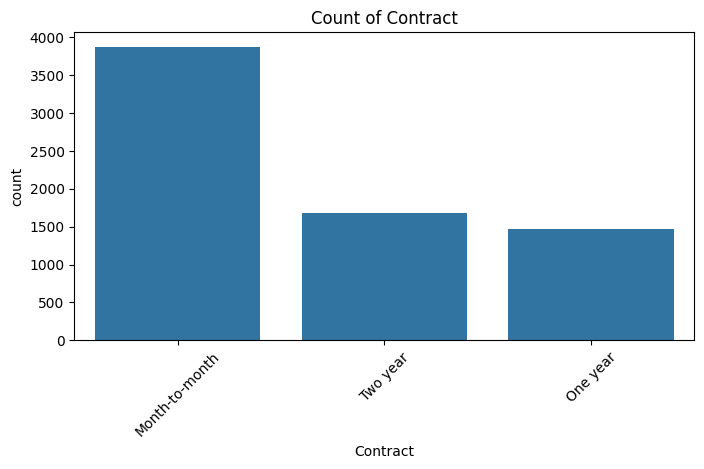 Count of Contract
4000
3500
3000
2500
2000
1500
1000
500
0
count
Month-to-month
Two year
One year
Contract